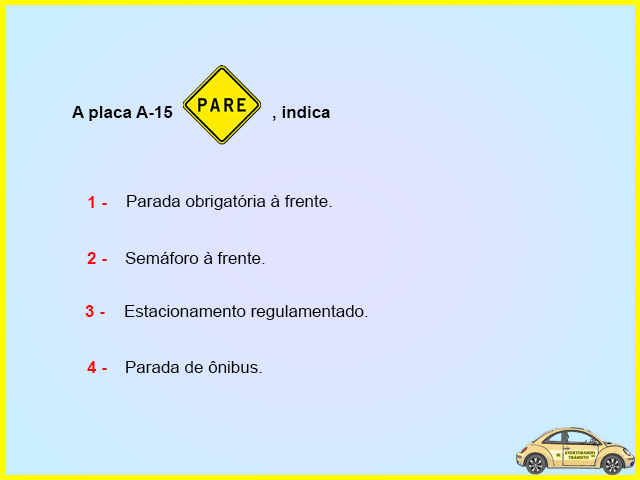 A placa A-15 PARE , indica
1 - Parada obrigatória à frente.
2 - Semáforo à frente.
3 - Estacionamento regulamentado.
4 - Parada de ônibus.
AVENTURANDO
TRÂNSITO